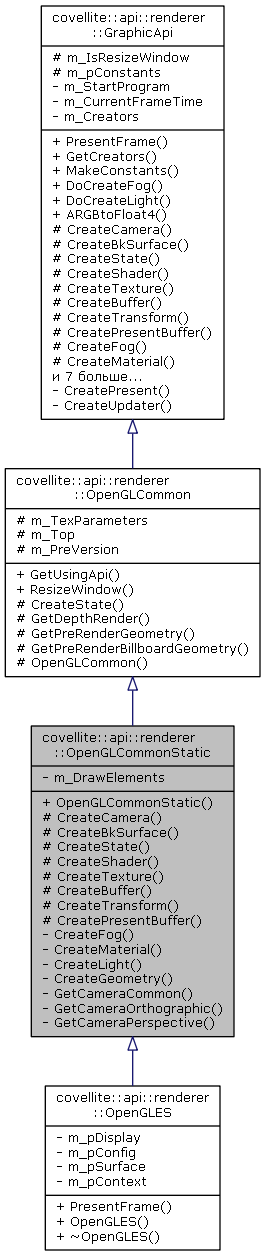 covellite::api::renderer
::GraphicApi
# m_IsResizeWindow
# m_pConstants
- m_StartProgram
- m_CurrentFrameTime
- m_Creators
+ PresentFrame()
+ GetCreators()
+ MakeConstants()
+ DoCreateFog()
+ DoCreateLight()
+ ARGBtoFloat4()
# CreateCamera()
# CreateBkSurface()
# CreateState()
# CreateShader()
# CreateTexture()
# CreateBuffer()
# CreateTransform()
# CreatePresentBuffer()
# CreateFog()
# CreateMaterial()
и 7 больше...
- CreatePresent()
- CreateUpdater()
covellite::api::renderer
::OpenGLCommon
# m_TexParameters
# m_Top
# m_PreVersion
+ GetUsingApi()
+ ResizeWindow()
# CreateState()
# GetDepthRender()
# GetPreRenderGeometry()
# GetPreRenderBillboardGeometry()
# OpenGLCommon()
covellite::api::renderer
::OpenGLCommonStatic
- m_DrawElements
+ OpenGLCommonStatic()
# CreateCamera()
# CreateBkSurface()
# CreateState()
# CreateShader()
# CreateTexture()
# CreateBuffer()
# CreateTransform()
# CreatePresentBuffer()
- CreateFog()
- CreateMaterial()
- CreateLight()
- CreateGeometry()
- GetCameraCommon()
- GetCameraOrthographic()
- GetCameraPerspective()
covellite::api::renderer
::OpenGLES
- m_pDisplay
- m_pConfig
- m_pSurface
- m_pContext
+ PresentFrame()
+ OpenGLES()
+ ~OpenGLES()